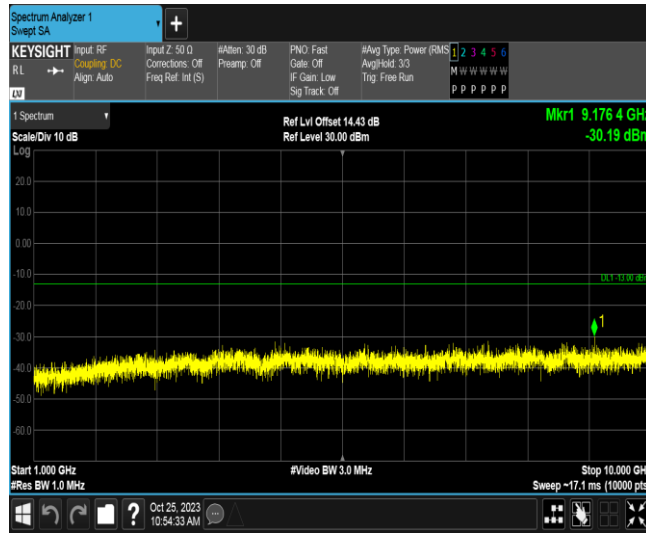 Spectrum Analyzer 1
Swept SA
+
KEYSIGHT
RL
LXI
Input: RF
Coupling: DC
Align: Auto
Input Z: 50 Ω
Corrections: Off
Freq Ref: Int (S)
#Atten: 30 dB
Preamp: Off
PNO: Fast
Gate: Off
IF Gain: Low
Sig Track: Off
#Avg Type: Power (RMS
Avg|Hold: 3/3
Trig: Free Run
1 2 3 4 5 6
M W W W W W
P P P P P P
1 Spectrum
Scale/Div 10 dB
Log
Ref Lvl Offset 14.43 dB
Ref Level 30.00 dBm
Mkr1 9.176 4 GHz
-30.19 dBm
20.0
10.0
0.00
-10.0
DL1 -13.00 dBm
-20.0
1
-30.0
-40.0
-50.0
-60.0
Start 1.000 GHz
#Video BW 3.0 MHz
Stop 10.000 GH
#Res BW 1.0 MHz
Sweep ~17.1 ms (10000 pts
?
Oct 25, 2023
10:54:33 AM